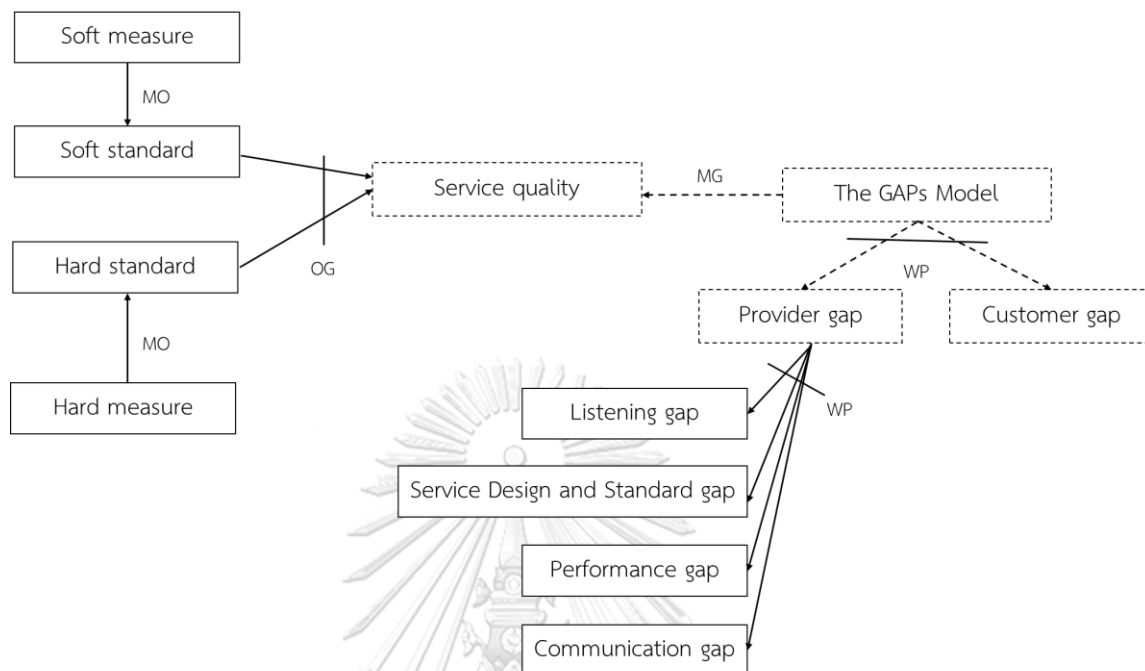 Soft measure
MO
Soft standard
Service quality
MG
The GAPs Model
Hard standard
OG
WP
Provider gap
Customer gap
MO
Hard measure
Listening gap
WP
Service Design and Standard gap
Performance gap
Communication gap